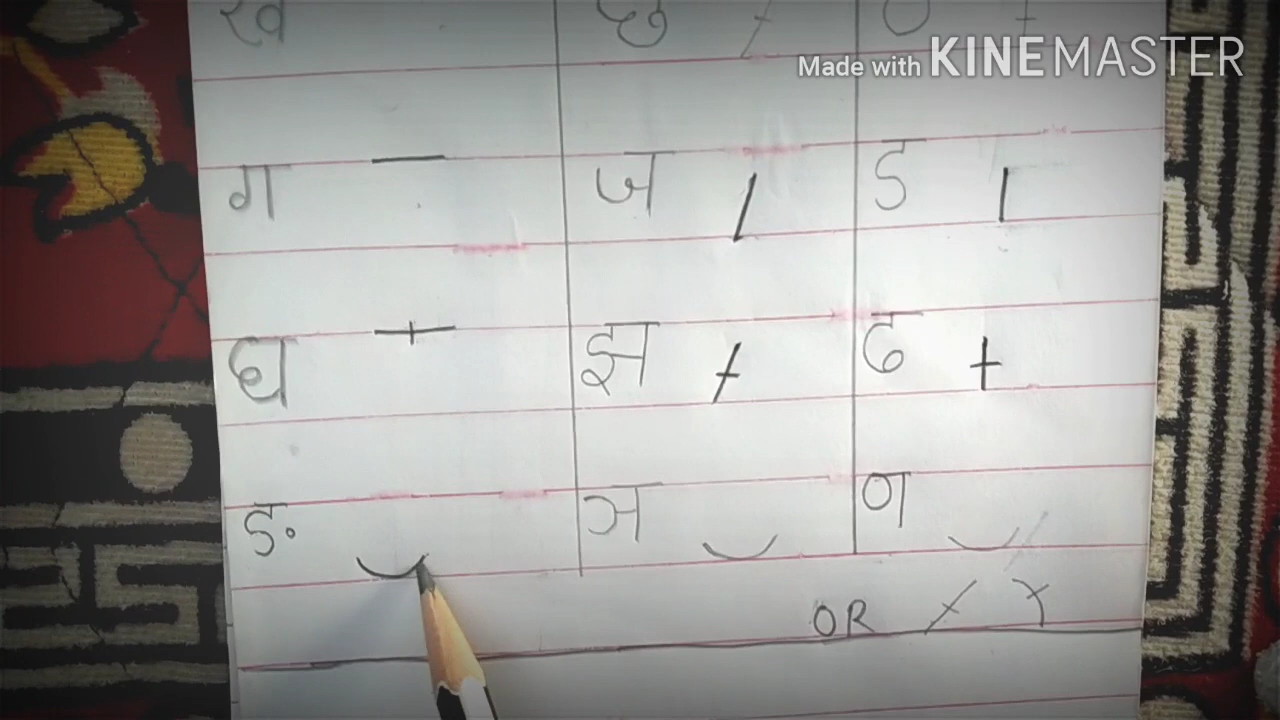 ख छ ठ
Made with KINEMASTER
ग ज ड
घ झ ढ
ङ ञ ण
OR